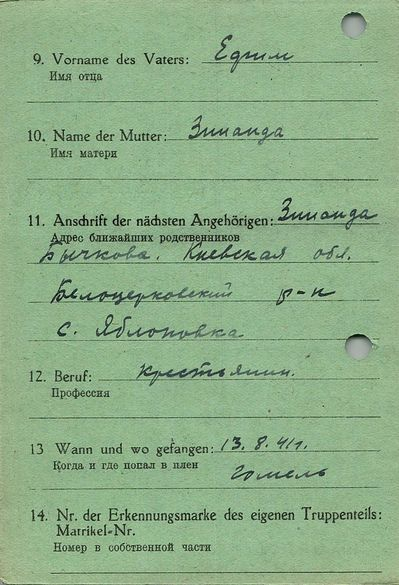 9. Vorname des Vaters: Ефим
Имя отца
10. Name der Mutter: Зинаида
Имя матери
11. Anschrift der nächsten Angehörigen: Зинаида
Адрес ближайших родственников
Бычкова. Киевская обл.
Белоцерковский р-н
с. Яблоновка
12. Beruf: крестьянин.
Профессия
13 Wann und wo gefangen: 13.8.41г.
Когда и где попал в плен
Гомель
14. Nr. der Erkennungsmarke des eigenen Truppenteils:
Matrikel-Nr.
Номер в собственной части